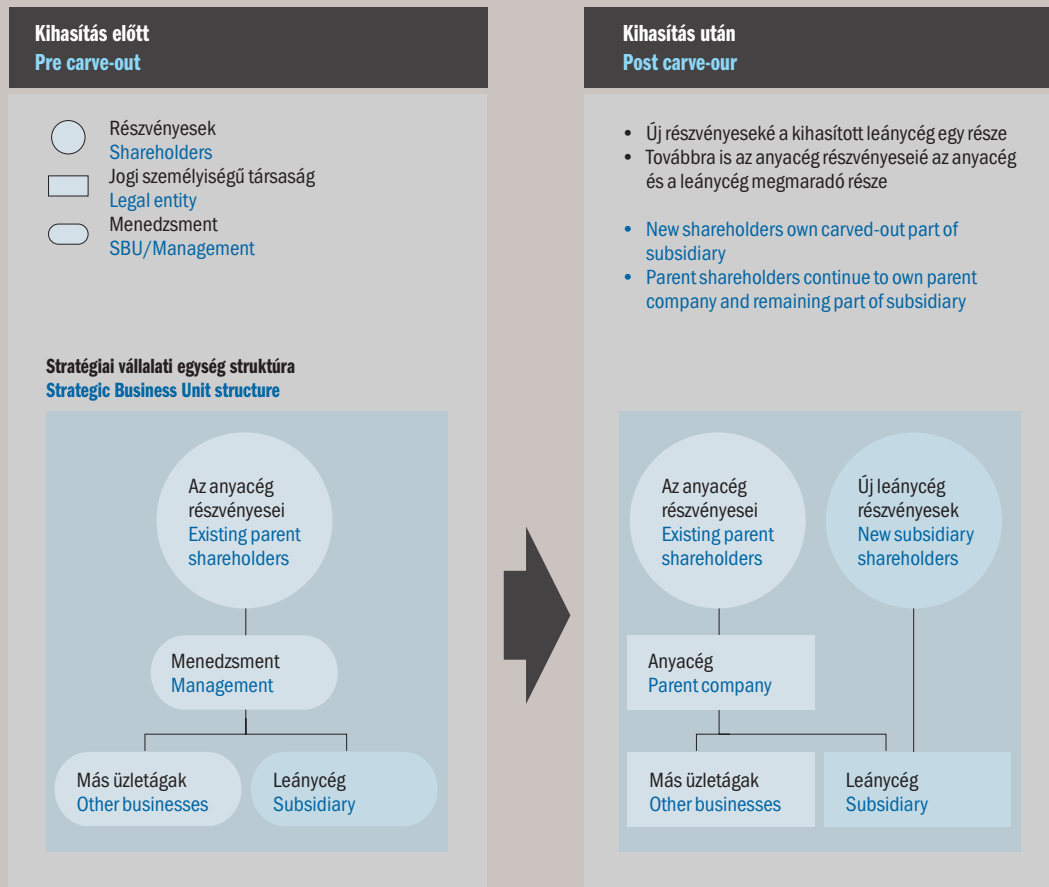 Kihasítás előtt
Pre carve-out
Részvényesek
Shareholders
Jogi személyiségű társaság
Legal entity
Menedzsment
SBU/Management
Stratégiai vállalati egység struktúra
Strategic Business Unit structure
Az anyacég
részvényesei
Existing parent
shareholders
Menedzsment
Management
Más üzletágak
Other businesses
Leánycég
Subsidiary
Kihasítás után
Post carve-our
• Új részvényeseké a kihasított leánycég egy része
• Továbbra is az anyacég részvényeseié az anyacég
és a leánycég megmaradó része
• New shareholders own carved-out part of
subsidiary
• Parent shareholders continue to own parent
company and remaining part of subsidiary
Az anyacég
részvényesei
Existing parent
shareholders
Új leánycég
részvényesek
New subsidiary
shareholders
Anyacég
Parent company
Más üzletágak
Other businesses
Leánycég
Subsidiary